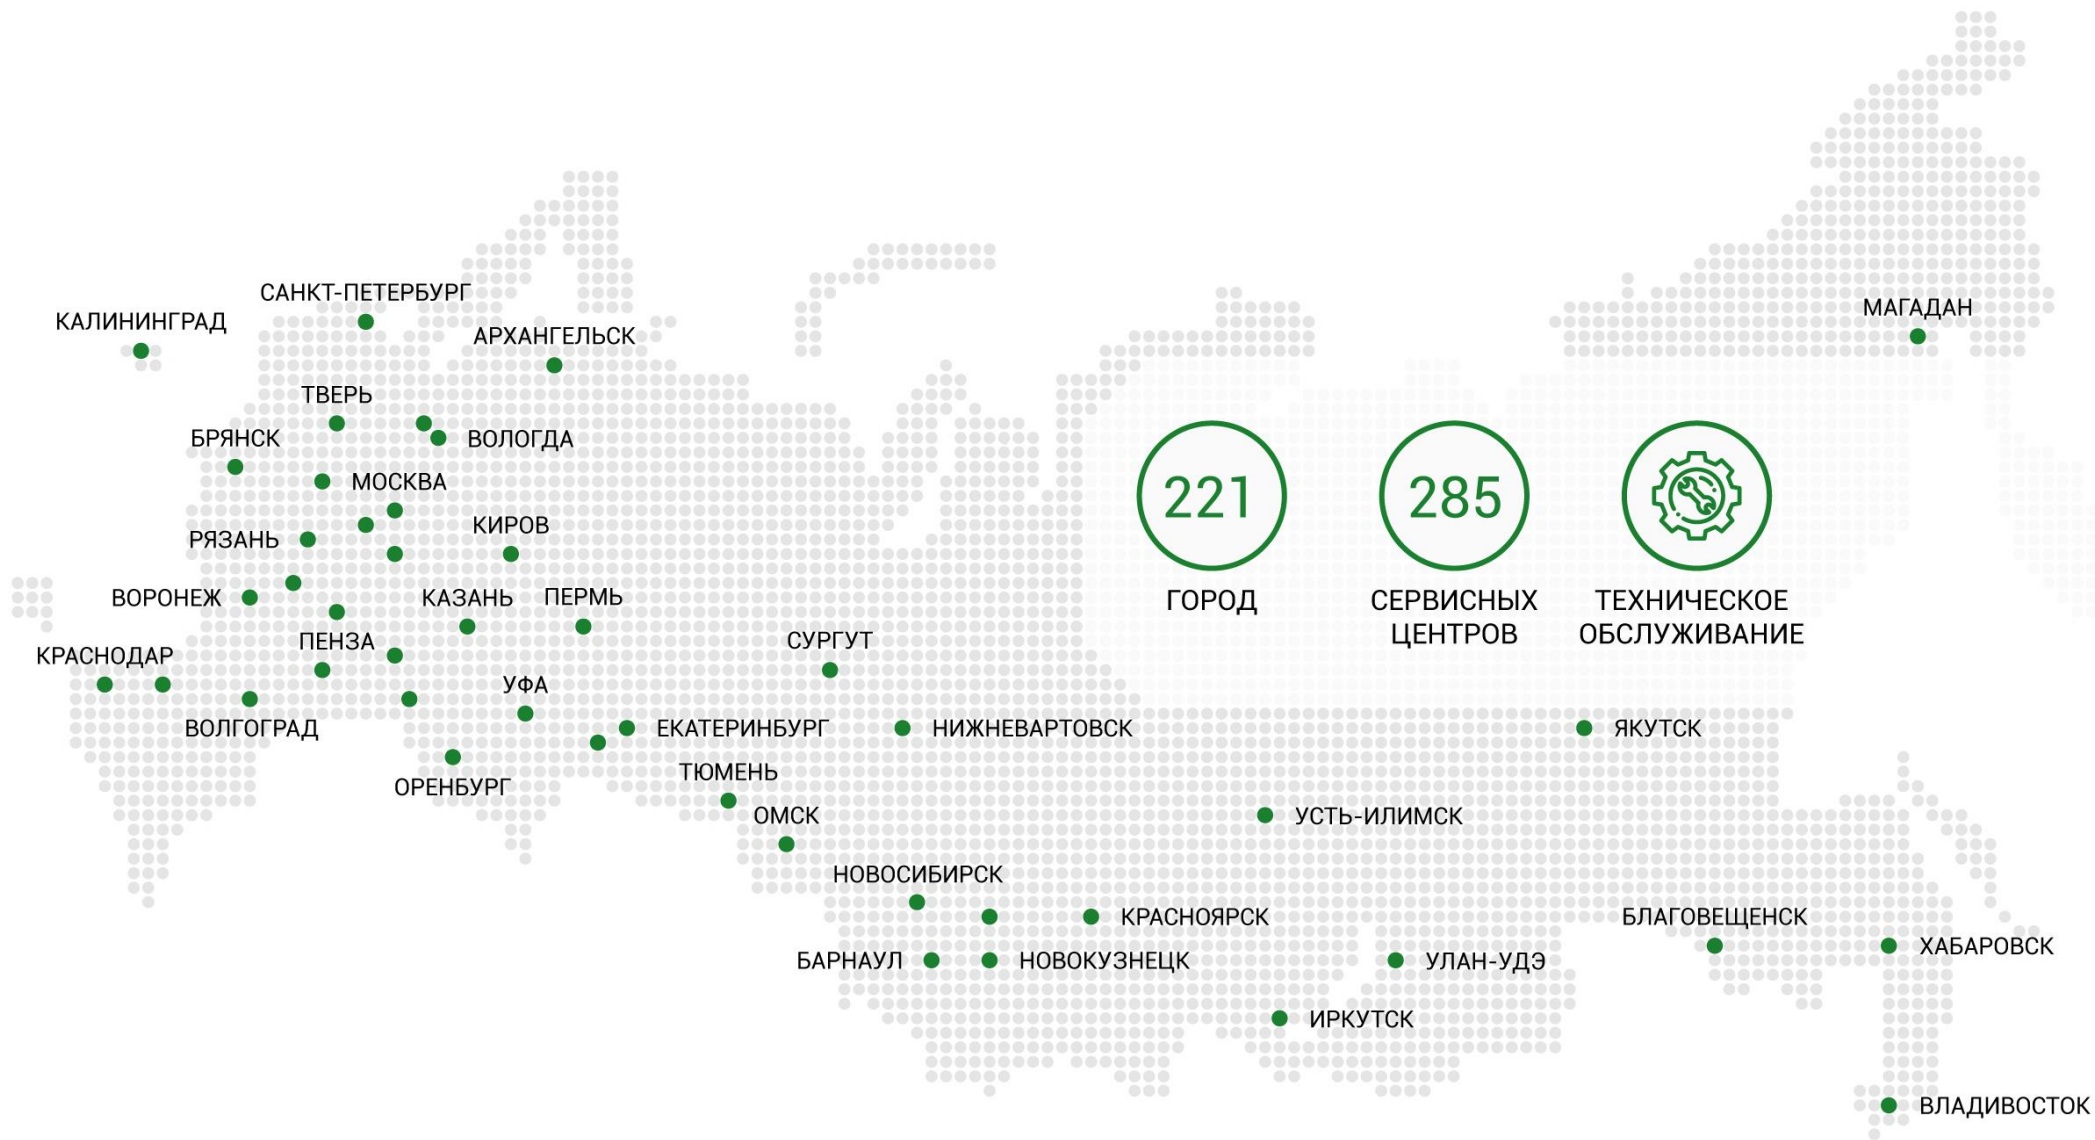 САНКТ-ПЕТЕРБУРГ
МАГАДАН
КАЛИНИНГРАД
АРХАНГЕЛЬСК
ТВЕРЬ
БРЯНСК
ВОЛОГДА
МОСКВА
221
285
КИРОВ
РЯЗАНЬ
ВОРОНЕЖ
КАЗАНЬ
ПЕРМЬ
ГОРОД
СЕРВИСНЫХ
ЦЕНТРОВ
ТЕХНИЧЕСКОЕ
ОБСЛУЖИВАНИЕ
ПЕНЗА
СУРГУТ
КРАСНОДАР
УФА
ВОЛГОГРАД
ЕКАТЕРИНБУРГ
НИЖНЕВАРТОВСК
ЯКУТСК
ТЮМЕНЬ
ОРЕНБУРГ
ОМСК
УСТЬ-ИЛИМСК
НОВОСИБИРСК
КРАСНОЯРСК
БЛАГОВЕЩЕНСК
ХАБАРОВСК
БАРНАУЛ
НОВОКУЗНЕЦК
УЛАН-УДЭ
ИРКУТСК
ВЛАДИВОСТОК